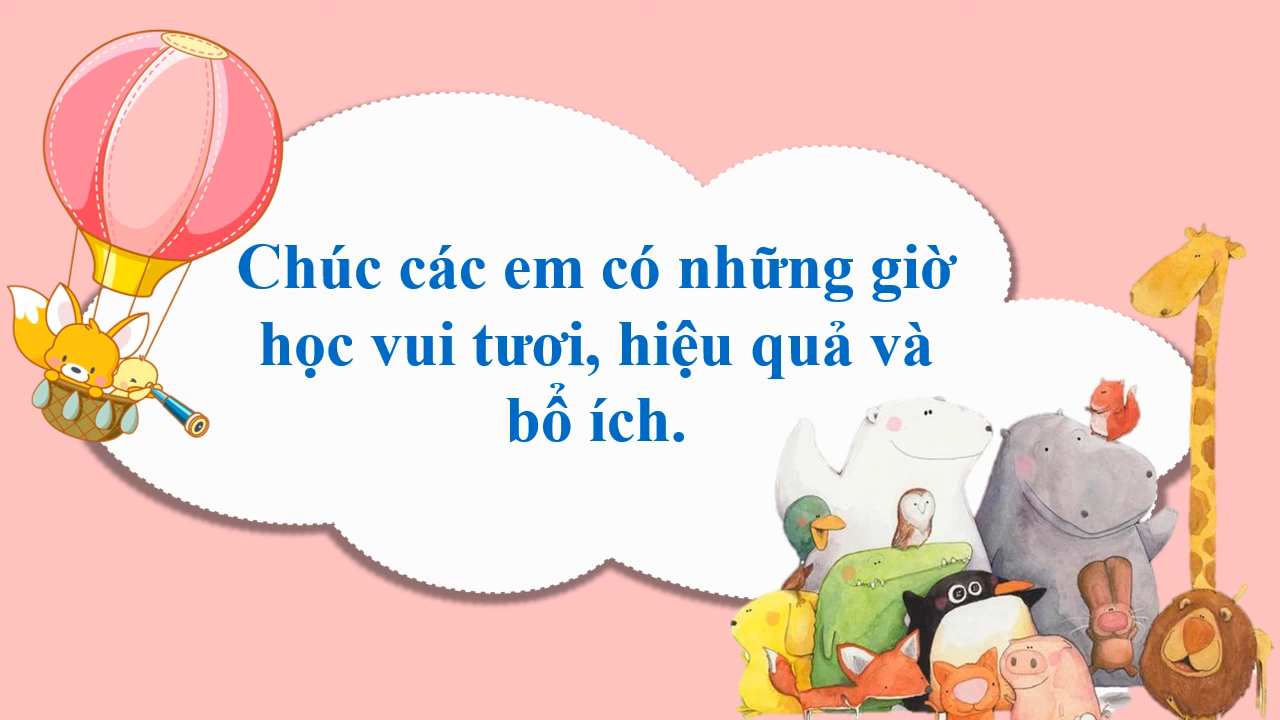 Chúc các em có những giờ
học vui tươi, hiệu quả và
bổ ích.